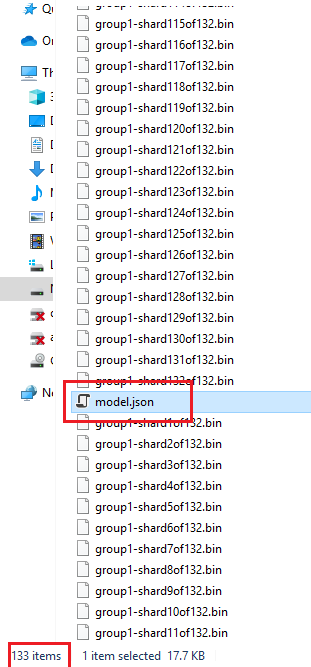 Qu
group1-shard115of132.bin
On
group1-shard116of132.bin
group1-shard117of132.bin
Th
group1-shard118of132.bin
group1-shard119of132.bin
group1-shard120of132.bin
group1-shard121of132.bin
group1-shard122of132.bin
group1-shard123of132.bin
group1-shard124of132.bin
group1-shard125of132.bin
group1-shard126of132.bin
group1-shard127of132.bin
group1-shard128of132.bin
group1-shard129of132.bin
group1-shard130of132.bin
group1-shard131of132.bin
group1-shard132of132.bin
Ne
model.json
group1-shard1of132.bin
group1-shard2of132.bin
group1-shard3of132.bin
group1-shard4of132.bin
group1-shard5of132.bin
group1-shard6of132.bin
group1-shard7of132.bin
group1-shard8of132.bin
group1-shard9of132.bin
group1-shard10of132.bin
group1-shard11of132.bin
133 items 1 item selected 17.7 KB